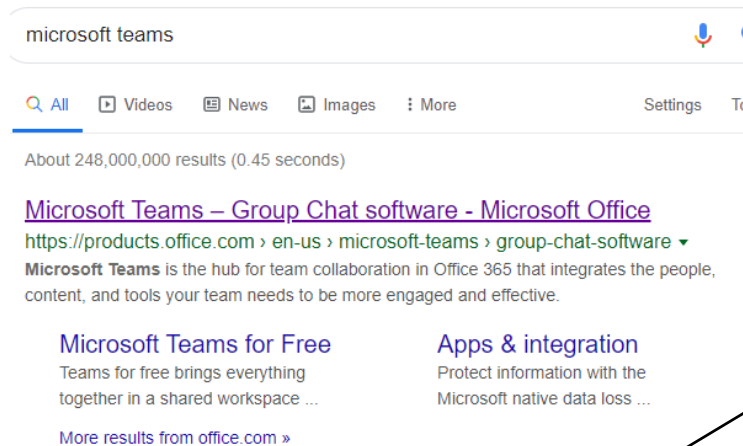 microsoft teams
All Videos News Images More Settings
About 248,000,000 results (0.45 seconds)
Microsoft Teams – Group Chat software - Microsoft Office
https://products.office.com › en-us › microsoft-teams › group-chat-software
Microsoft Teams is the hub for team collaboration in Office 365 that integrates the people,
content, and tools your team needs to be more engaged and effective.
Microsoft Teams for Free
Teams for free brings everything
together in a shared workspace ...
Apps & integration
Protect information with the
Microsoft native data loss ...
More results from office.com »